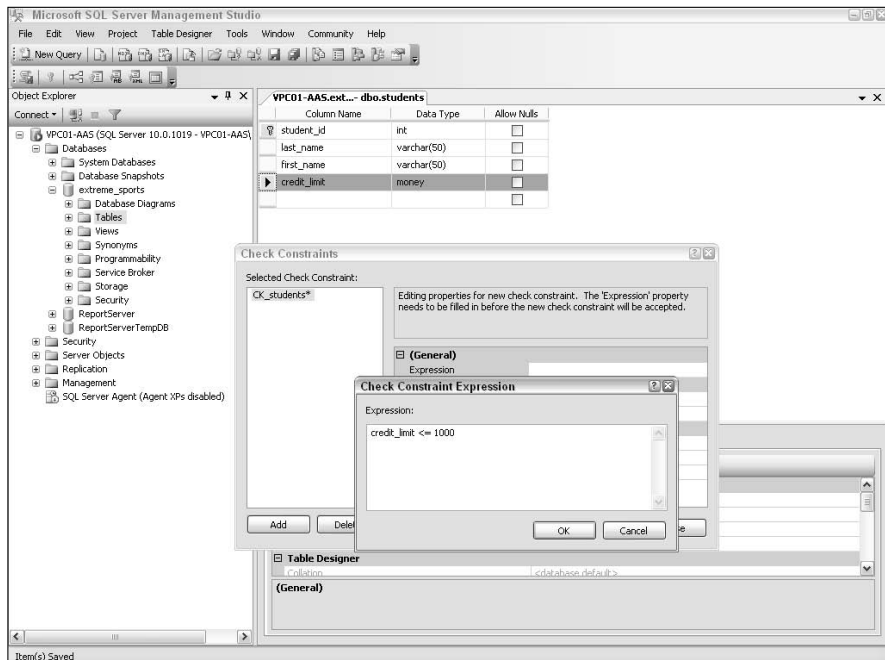 Microsoft SQL Server Management Studio
File Edit View Project Table Designer Tools Window Community Help
New Query
Object Explorer
Connect
VPC01-AAS (SQL Server 10.0.1019 - VPC01-AAS\
Databases
System Databases
Database Snapshots
extreme_sports
Database Diagrams
Tables
Views
Synonyms
Programmability
Service Broker
Storage
Security
ReportServer
ReportServerTempDB
Security
Server Objects
Replication
Management
SQL Server Agent (Agent XPs disabled)
VPC01-AAS.ext...- dbo.students
Column Name Data Type Allow Nulls
student_id int
last_name varchar(50)
first_name varchar(50)
credit_limit money
Check Constraints
Selected Check Constraint:
CK_students*
Editing properties for new check constraint. The 'Expression' property
needs to be filled in before the new check constraint will be accepted.
(General)
Expression
Check Constraint Expression
Expression:
credit_limit <= 1000
OK Cancel
Add
Table Designer
Collation <database default>
(General)
Item(s) Saved